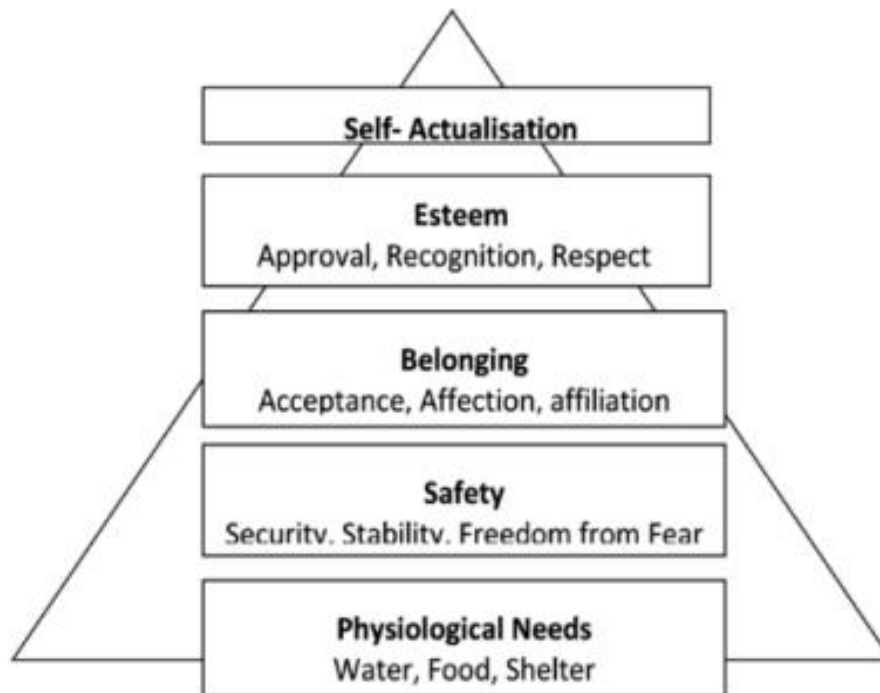 Self- Actualisation
Esteem
Approval, Recognition, Respect
Belonging
Acceptance, Affection, affiliation
Safety
Security, Stability, Freedom from Fear
Physiological Needs
Water, Food, Shelter